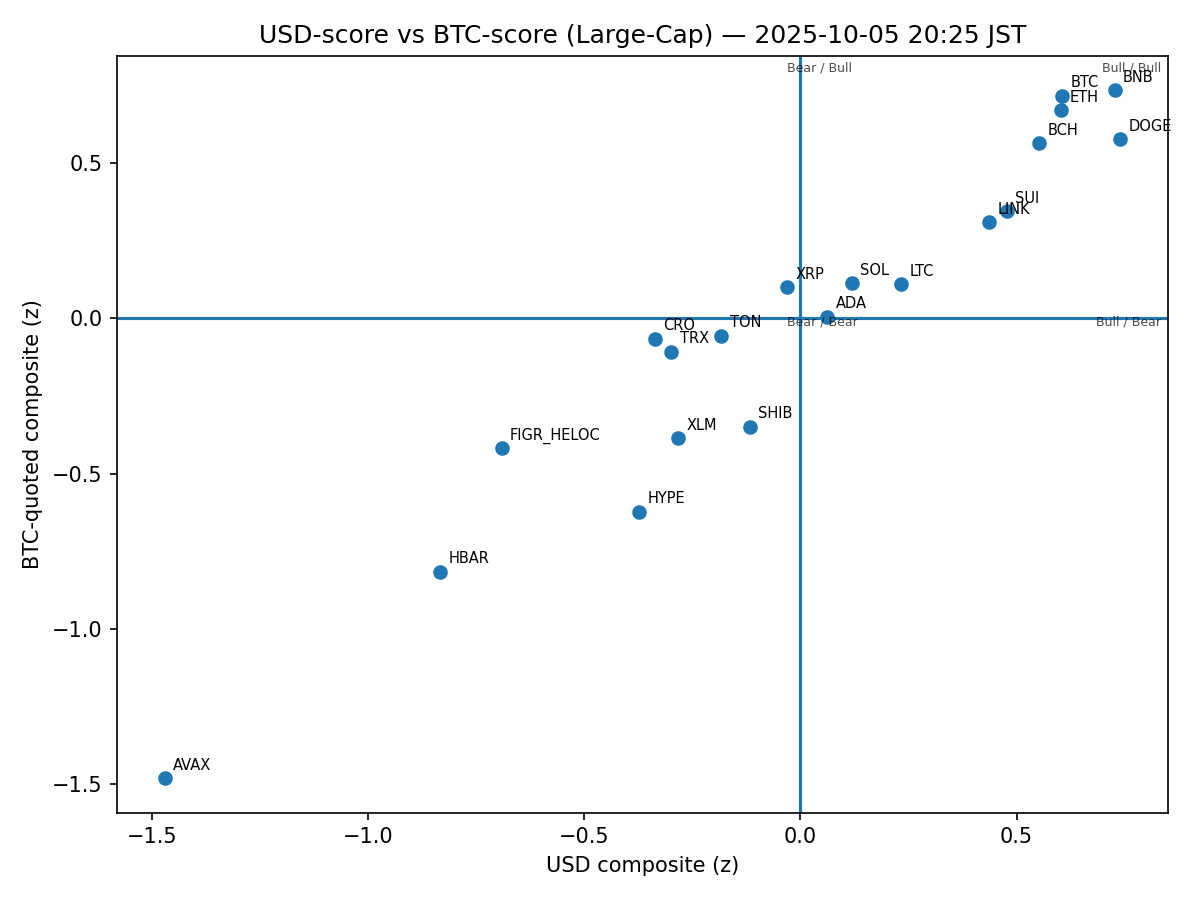 USD-score vs BTC-score (Large-Cap) — 2025-10-05 20:25 JST
Bear / Bull
Bull / Bull
BTC
BNB
ETH
DOGE
BCH
SUI
LINK
XRP
SOL
LTC
ADA
Bear / Bear
Bull / Bear
CRO
TON
TRX
SHIB
XLM
FIGR_HELOC
HYPE
HBAR
AVAX
0.5
0.0
−0.5
−1.0
−1.5
BTC-quoted composite (z)
−1.5
−1.0
−0.5
0.0
0.5
USD composite (z)